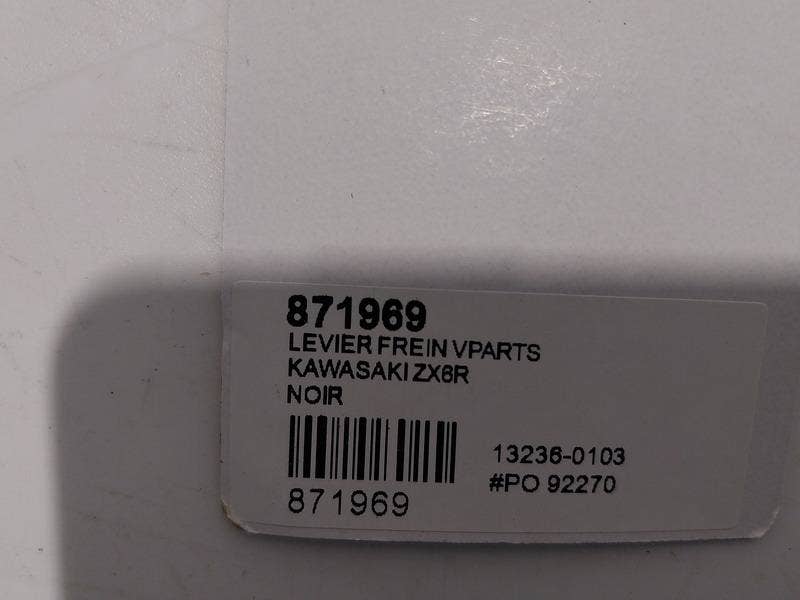 871969
LEVIER FREIN VPARTS
KAWASAKI ZX6R
NOIR
13236-0103
#PO 92270
871969